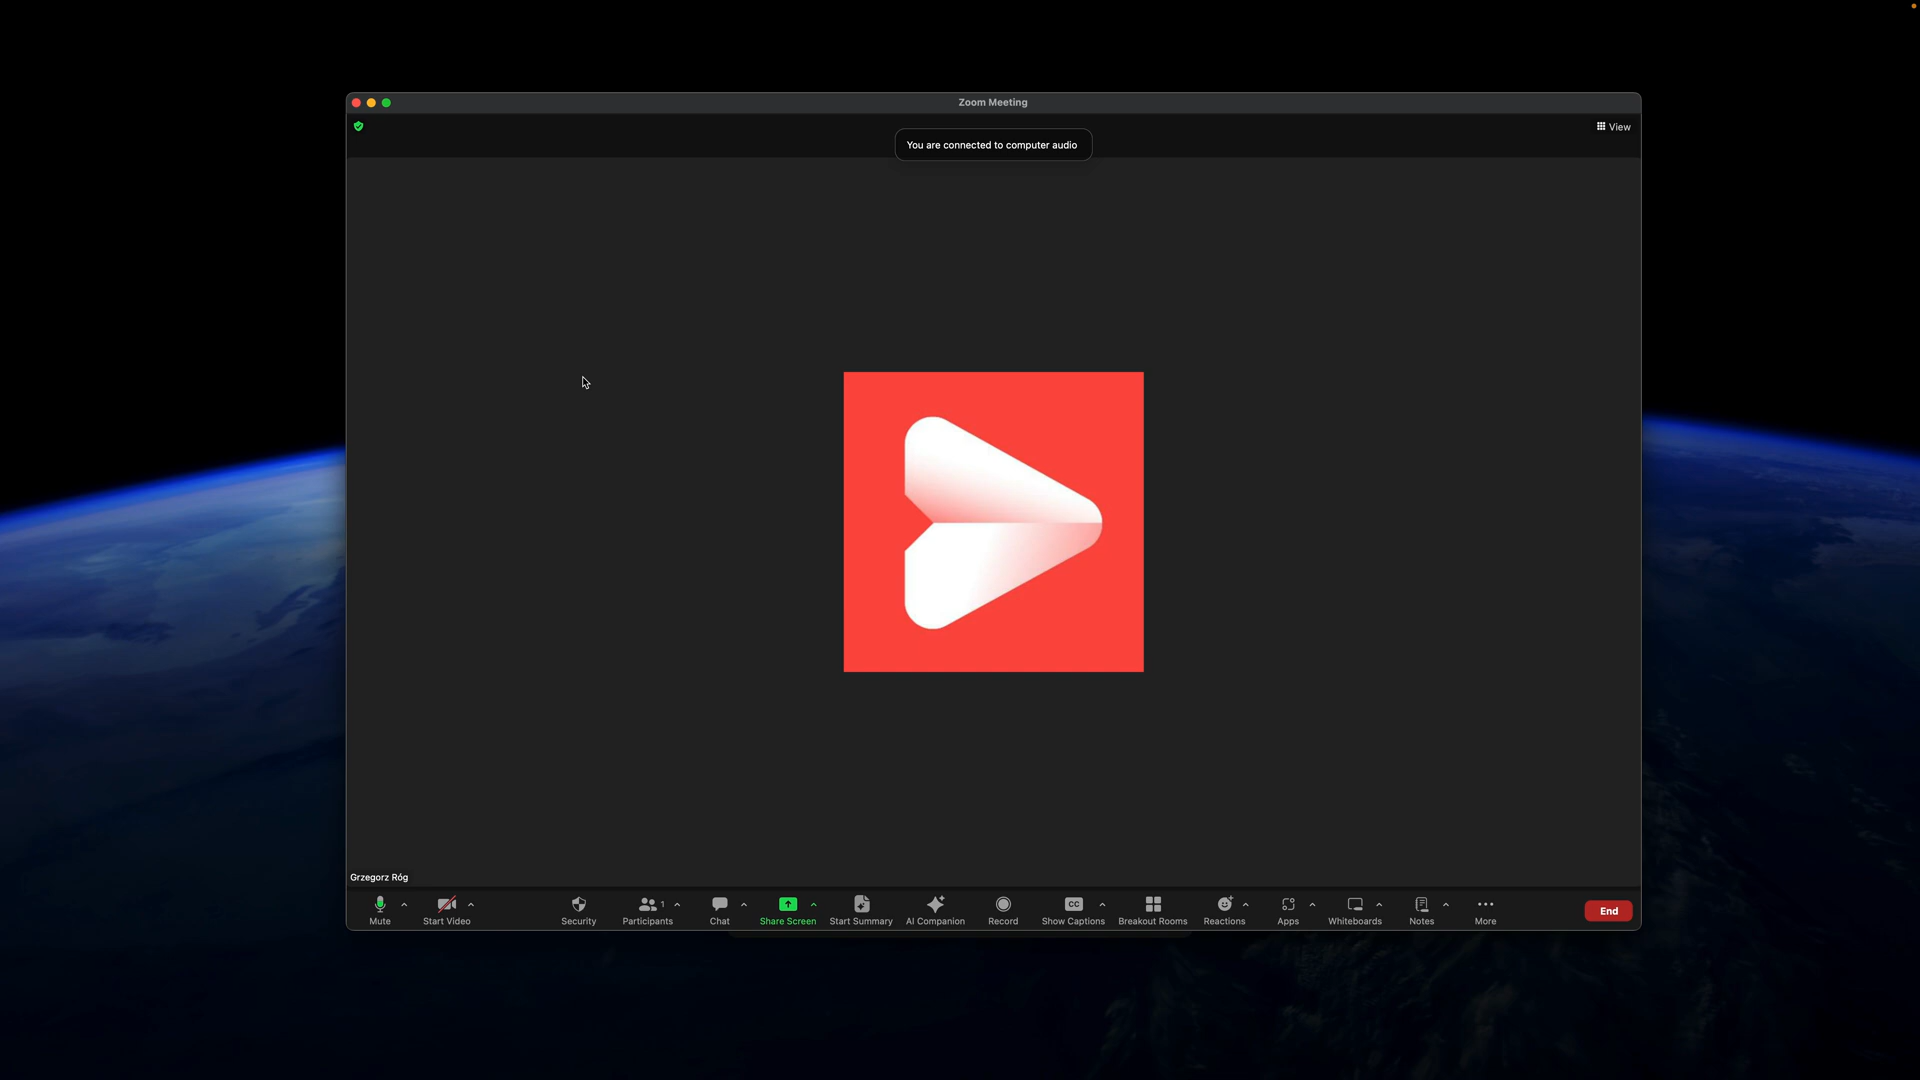 Zoom Meeting
View
You are connected to computer audio
Grzegorz Róg
Mute
Start Video
Security
Participants 1
Chat
Share Screen
Start Summary
AI Companion
Record
CC
Show Captions
Breakout Rooms
Reactions
Apps
Whiteboards
Notes
More
End